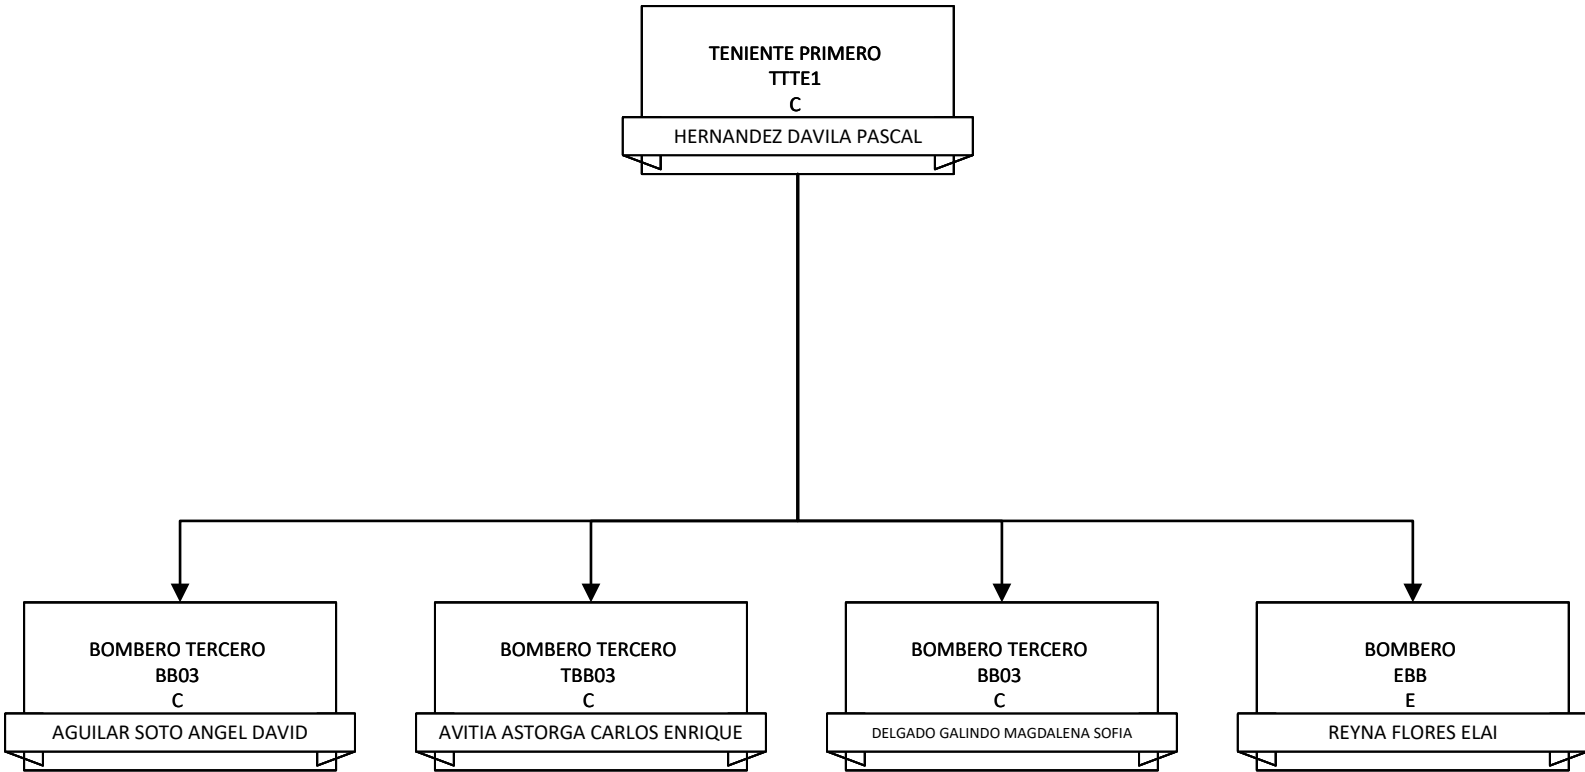 TENIENTE PRIMERO
TTTE1
C
HERNANDEZ DAVILA PASCAL
BOMBERO TERCERO
BB03
C
AGUILAR SOTO ANGEL DAVID
BOMBERO TERCERO
TBB03
C
AVITIA ASTORGA CARLOS ENRIQUE
BOMBERO TERCERO
BB03
C
DELGADO GALINDO MAGDALENA SOFIA
BOMBERO
EBB
E
REYNA FLORES ELAI